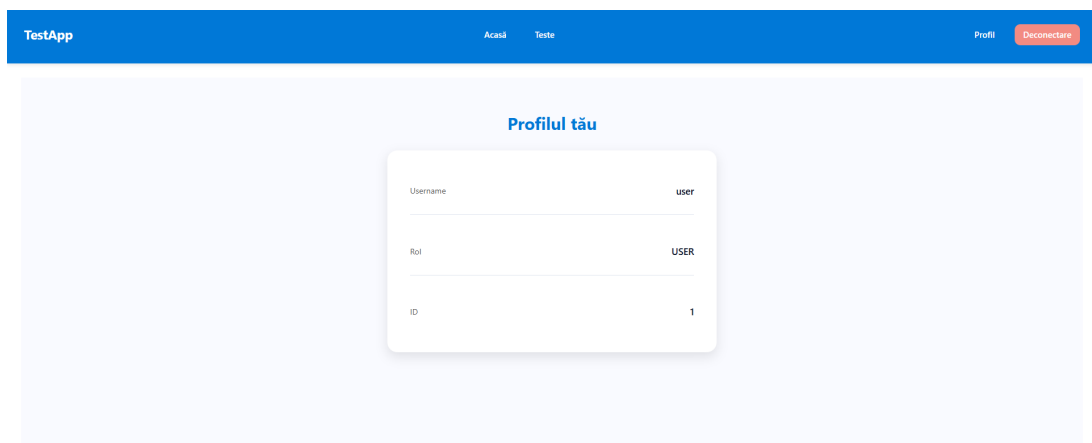 TestApp Acasă Teste Profil Deconectare
Profilul tău
Username user
Rol USER
ID 1